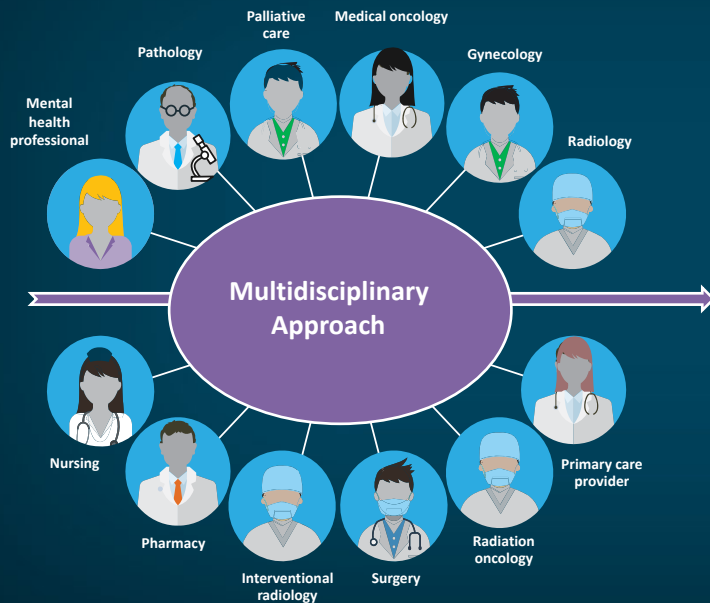 Palliative
care
Medical oncology
Pathology
Gynecology
Mental
health
professional
Radiology
Multidisciplinary
Approach
Nursing
Primary care
provider
Pharmacy
Radiation
oncology
Interventional
radiology
Surgery